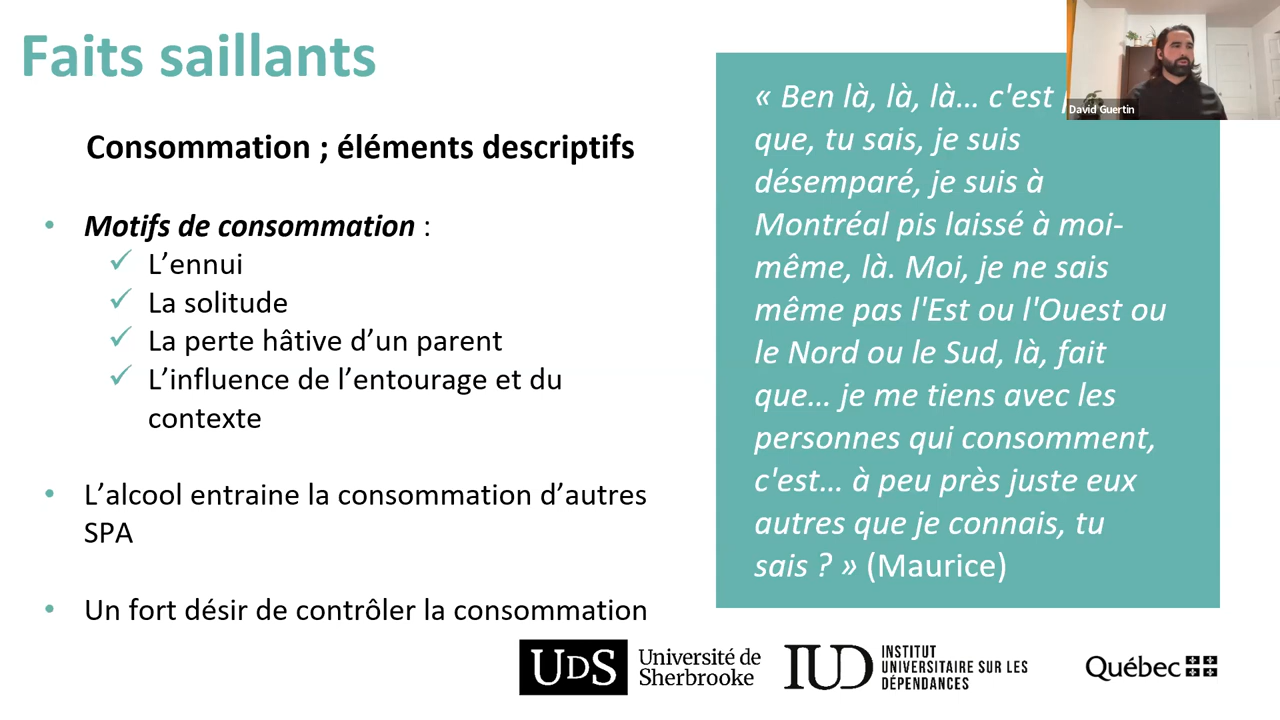 Faits saillants
Consommation ; éléments descriptifs
• Motifs de consommation :
✓ L’ennui
✓ La solitude
✓ La perte hâtive d’un parent
✓ L’influence de l’entourage et du
contexte
• L’alcool entraine la consommation d’autres
SPA
• Un fort désir de contrôler la consommation
« Ben là, là, là… c'est
que, tu sais, je suis
désemparé, je suis à
Montréal pis laissé à moi-
même, là. Moi, je ne sais
même pas l'Est ou l'Ouest ou
le Nord ou le Sud, là, fait
que… je me tiens avec les
personnes qui consomment,
c'est… à peu près juste eux
autres que je connais, tu
sais ? » (Maurice)
David Guertin
UDS Université de
Sherbrooke
IUD INSTITUT
UNIVERSITAIRE SUR LES
DÉPENDANCES
Québec